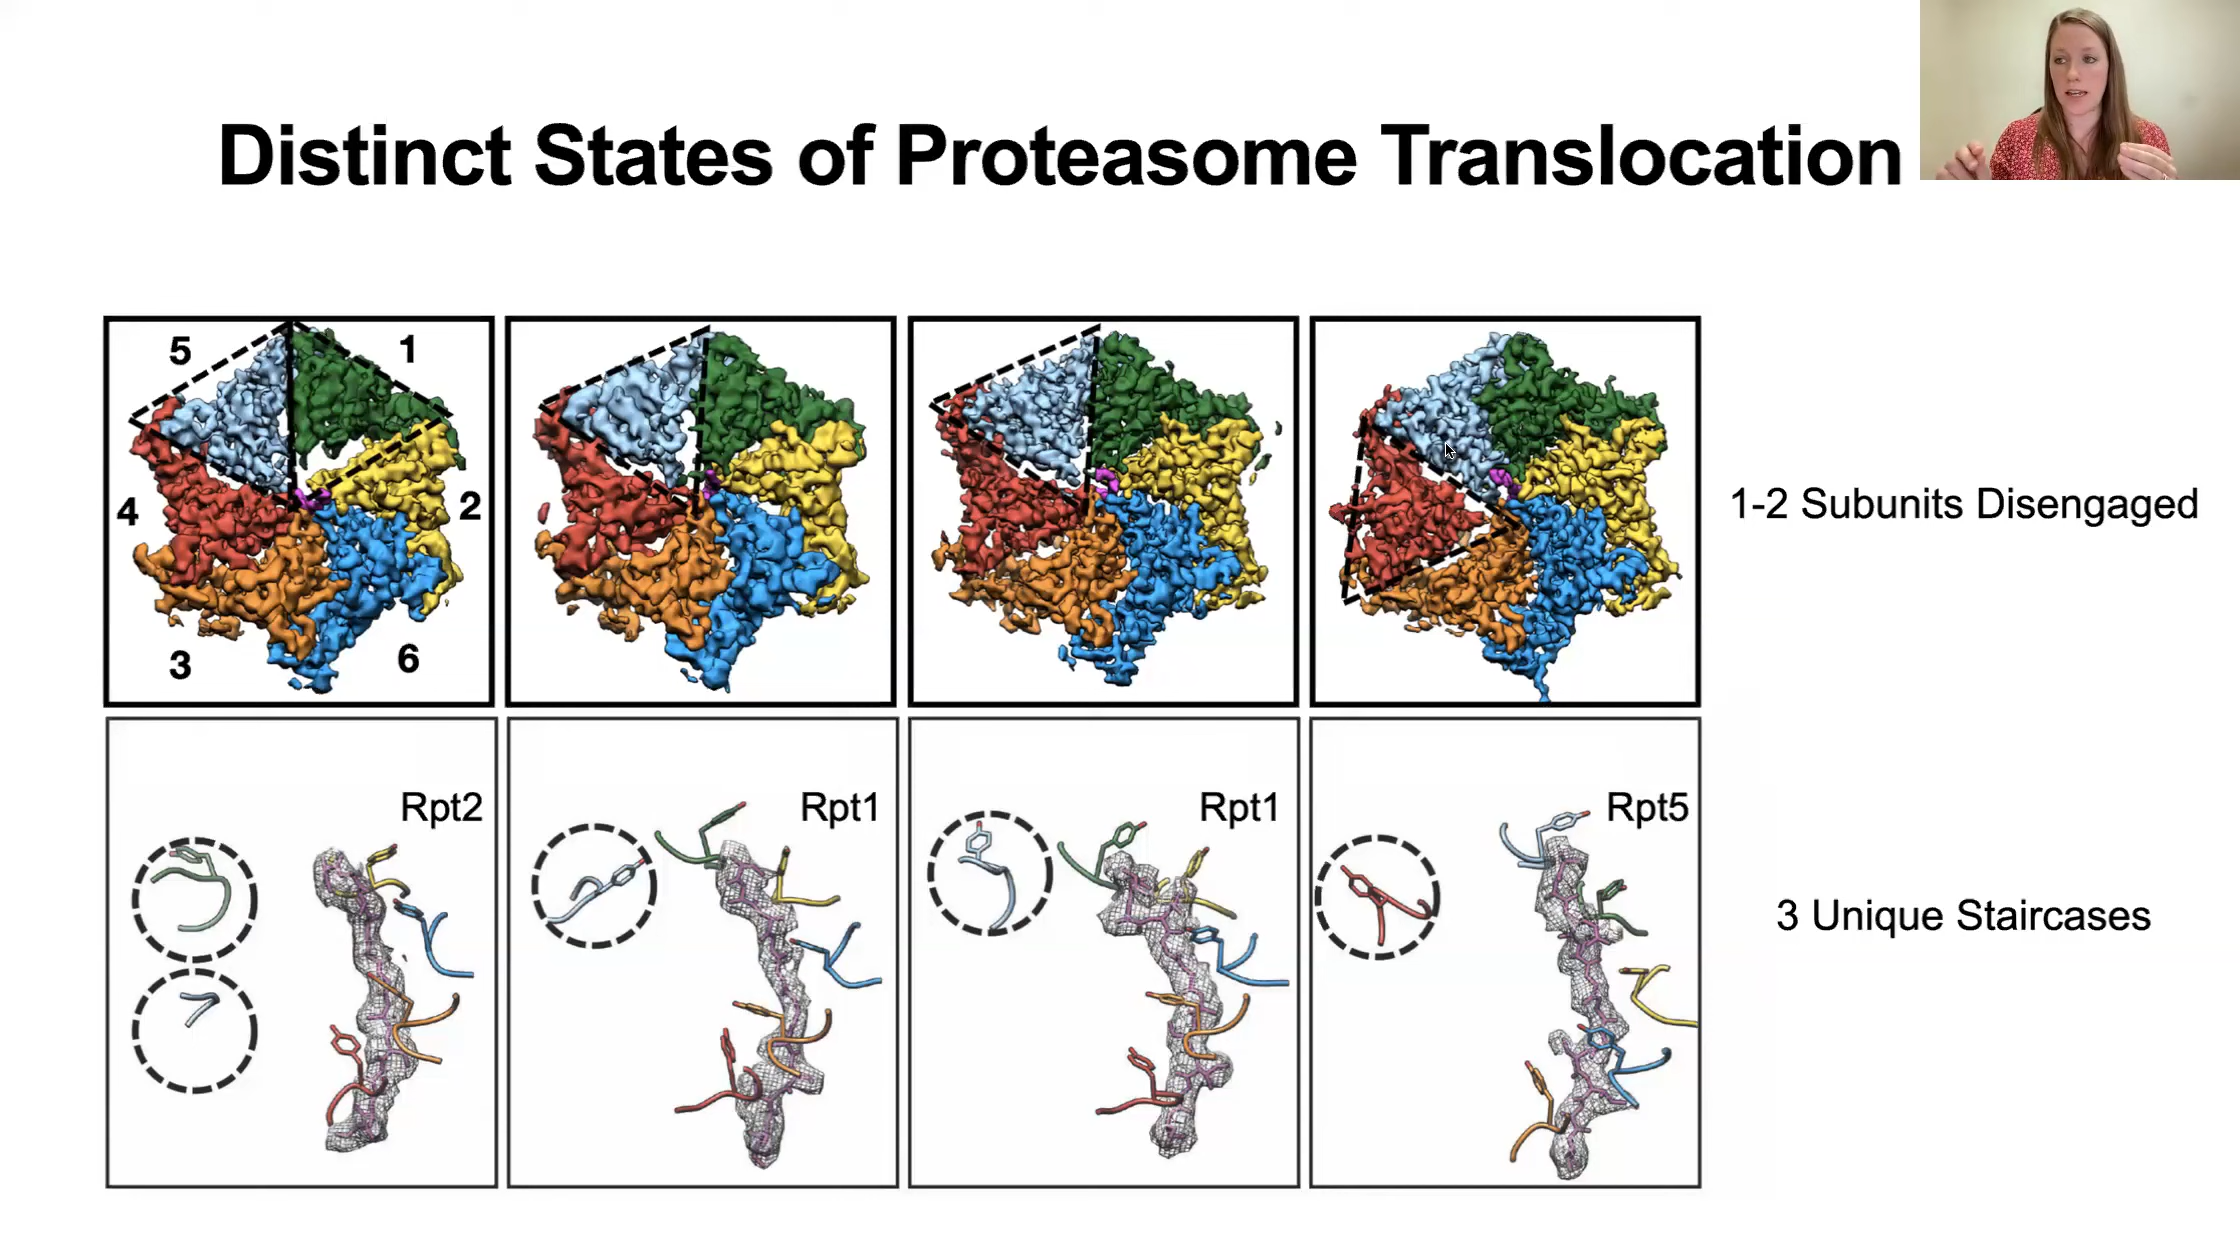 Distinct States of Proteasome Translocation
5 1
4 2
3 6
1-2 Subunits Disengaged
Rpt2 Rpt1 Rpt1 Rpt5
3 Unique Staircases